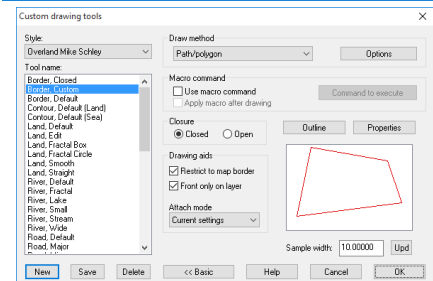 Custom drawing tools
Style:
Overland Mike Schley
Tool name:
Border, Closed
Border, Custom
Border, Default
Contour, Default (Land)
Contour, Default (Sea)
Land, Default
Land, Edit
Land, Fractal Box
Land, Fractal Circle
Land, Smooth
Land, Straight
River, Default
River, Fractal
River, Lake
River, Small
River, Stream
River, Wide
Road, Default
Road, Major
Draw method
Path/polygon
Options
Macro command
Use macro command
Apply macro after drawing
Command to execute
Closure
Closed
Open
Outline
Properties
Drawing aids
Restrict to map border
Front only on layer
Attach mode
Current settings
Sample width:
10.00000
Upd
New
Save
Delete
<< Basic
Help
Cancel
OK